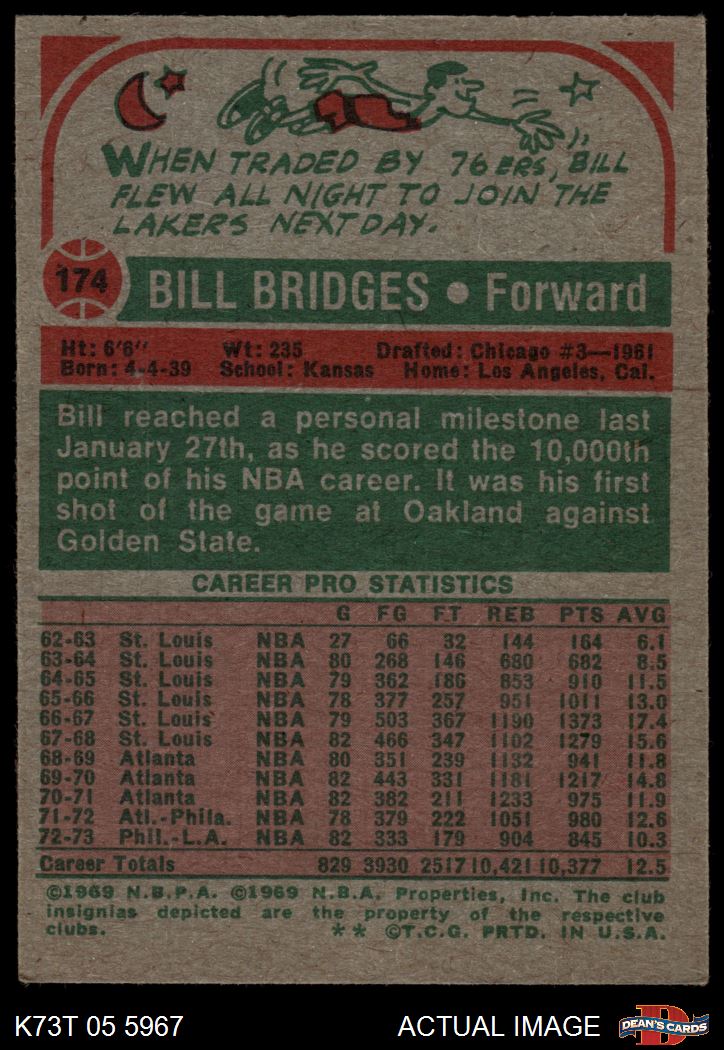 WHEN TRADED BY 76ERS, BILL
FLEW ALL NIGHT TO JOIN THE
LAKERS NEXT DAY.
174 BILL BRIDGES • Forward
Ht: 6'6" Wt: 235 Drafted: Chicago #3—1961
Born: 4-4-39 School: Kansas Home: Los Angeles, Cal.
Bill reached a personal milestone last
January 27th, as he scored the 10,000th
point of his NBA career. It was his first
shot of the game at Oakland against
Golden State.
CAREER PRO STATISTICS
G FG FT REB PTS AVG
62-63 St. Louis NBA 27 66 32 144 164 6.1
63-64 St. Louis NBA 80 268 146 680 682 8.5
64-65 St. Louis NBA 79 362 186 853 910 11.5
65-66 St. Louis NBA 78 377 257 951 1011 13.0
66-67 St. Louis NBA 79 503 367 1190 1373 17.4
67-68 St. Louis NBA 82 466 347 1102 1279 15.6
68-69 Atlanta NBA 80 351 239 1132 941 11.8
69-70 Atlanta NBA 82 443 331 1181 1217 14.8
70-71 Atlanta NBA 82 382 211 1233 975 11.9
71-72 Atl.-Phila. NBA 78 379 222 1051 980 12.6
72-73 Phil.-L.A. NBA 82 333 179 904 845 10.3
Career Totals 829 3930 2517 10,421 10,377 12.5
©1969 N.B.P.A. ©1969 N.B.A. Properties, Inc. The club
insignias depicted are the property of the respective
clubs. ** ©T.C.G. PRTD. IN U.S.A.
K73T 05 5967 ACTUAL IMAGE D DEAN'S CARDS